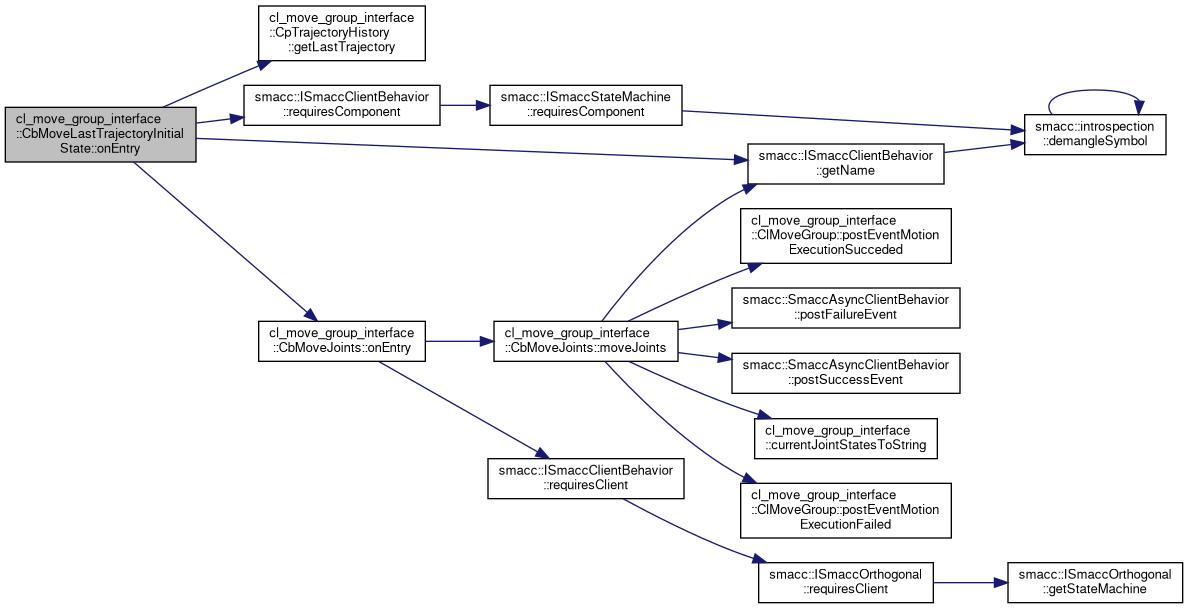 cl_move_group_interface
::CpTrajectoryHistory
::getLastTrajectory
cl_move_group_interface
::CbMoveLastTrajectoryInitial
State::onEntry
smacc::ISmaccClientBehavior
::requiresComponent
smacc::ISmaccStateMachine
::requiresComponent
smacc::introspection
::demangleSymbol
smacc::ISmaccClientBehavior
::getName
cl_move_group_interface
::ClMoveGroup::postEventMotion
ExecutionSucceded
smacc::SmaccAsyncClientBehavior
::postFailureEvent
cl_move_group_interface
::CbMoveJoints::onEntry
cl_move_group_interface
::CbMoveJoints::moveJoints
smacc::SmaccAsyncClientBehavior
::postSuccessEvent
cl_move_group_interface
::currentJointStatesToString
smacc::ISmaccClientBehavior
::requiresClient
cl_move_group_interface
::ClMoveGroup::postEventMotion
ExecutionFailed
smacc::ISmaccOrthogonal
::requiresClient
smacc::ISmaccOrthogonal
::getStateMachine